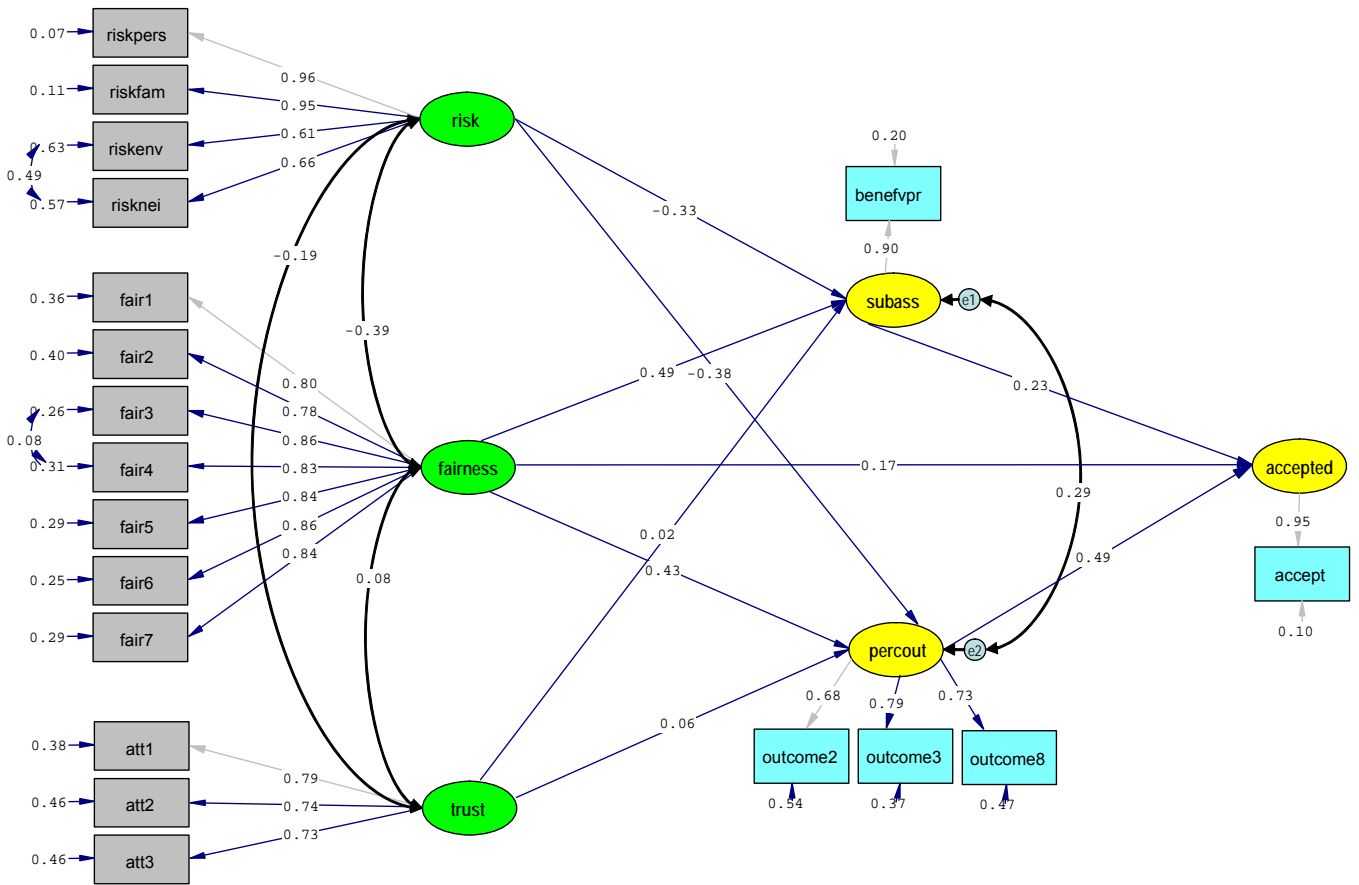 0.07
riskpers
0.96
0.11
riskfam
0.95
0.63
riskenv
0.61
0.49
0.57
risknei
0.66
risk
0.20
benefvpr
0.90
-0.33
-0.19
subass
e1
0.36
fair1
-0.39
0.80
0.40
fair2
0.78
0.49
-0.38
0.23
0.26
fair3
0.86
0.08
0.31
fair4
0.83
fairness
0.17
accepted
0.29
0.29
fair5
0.84
0.95
0.86
0.02
0.49
0.84
0.43
0.25
fair6
0.08
accept
0.10
0.29
fair7
percout
e2
0.68
0.79
0.73
0.06
0.38
att1
outcome2
outcome3
outcome8
0.79
0.46
att2
0.74
trust
0.54
0.37
0.47
0.73
0.46
att3